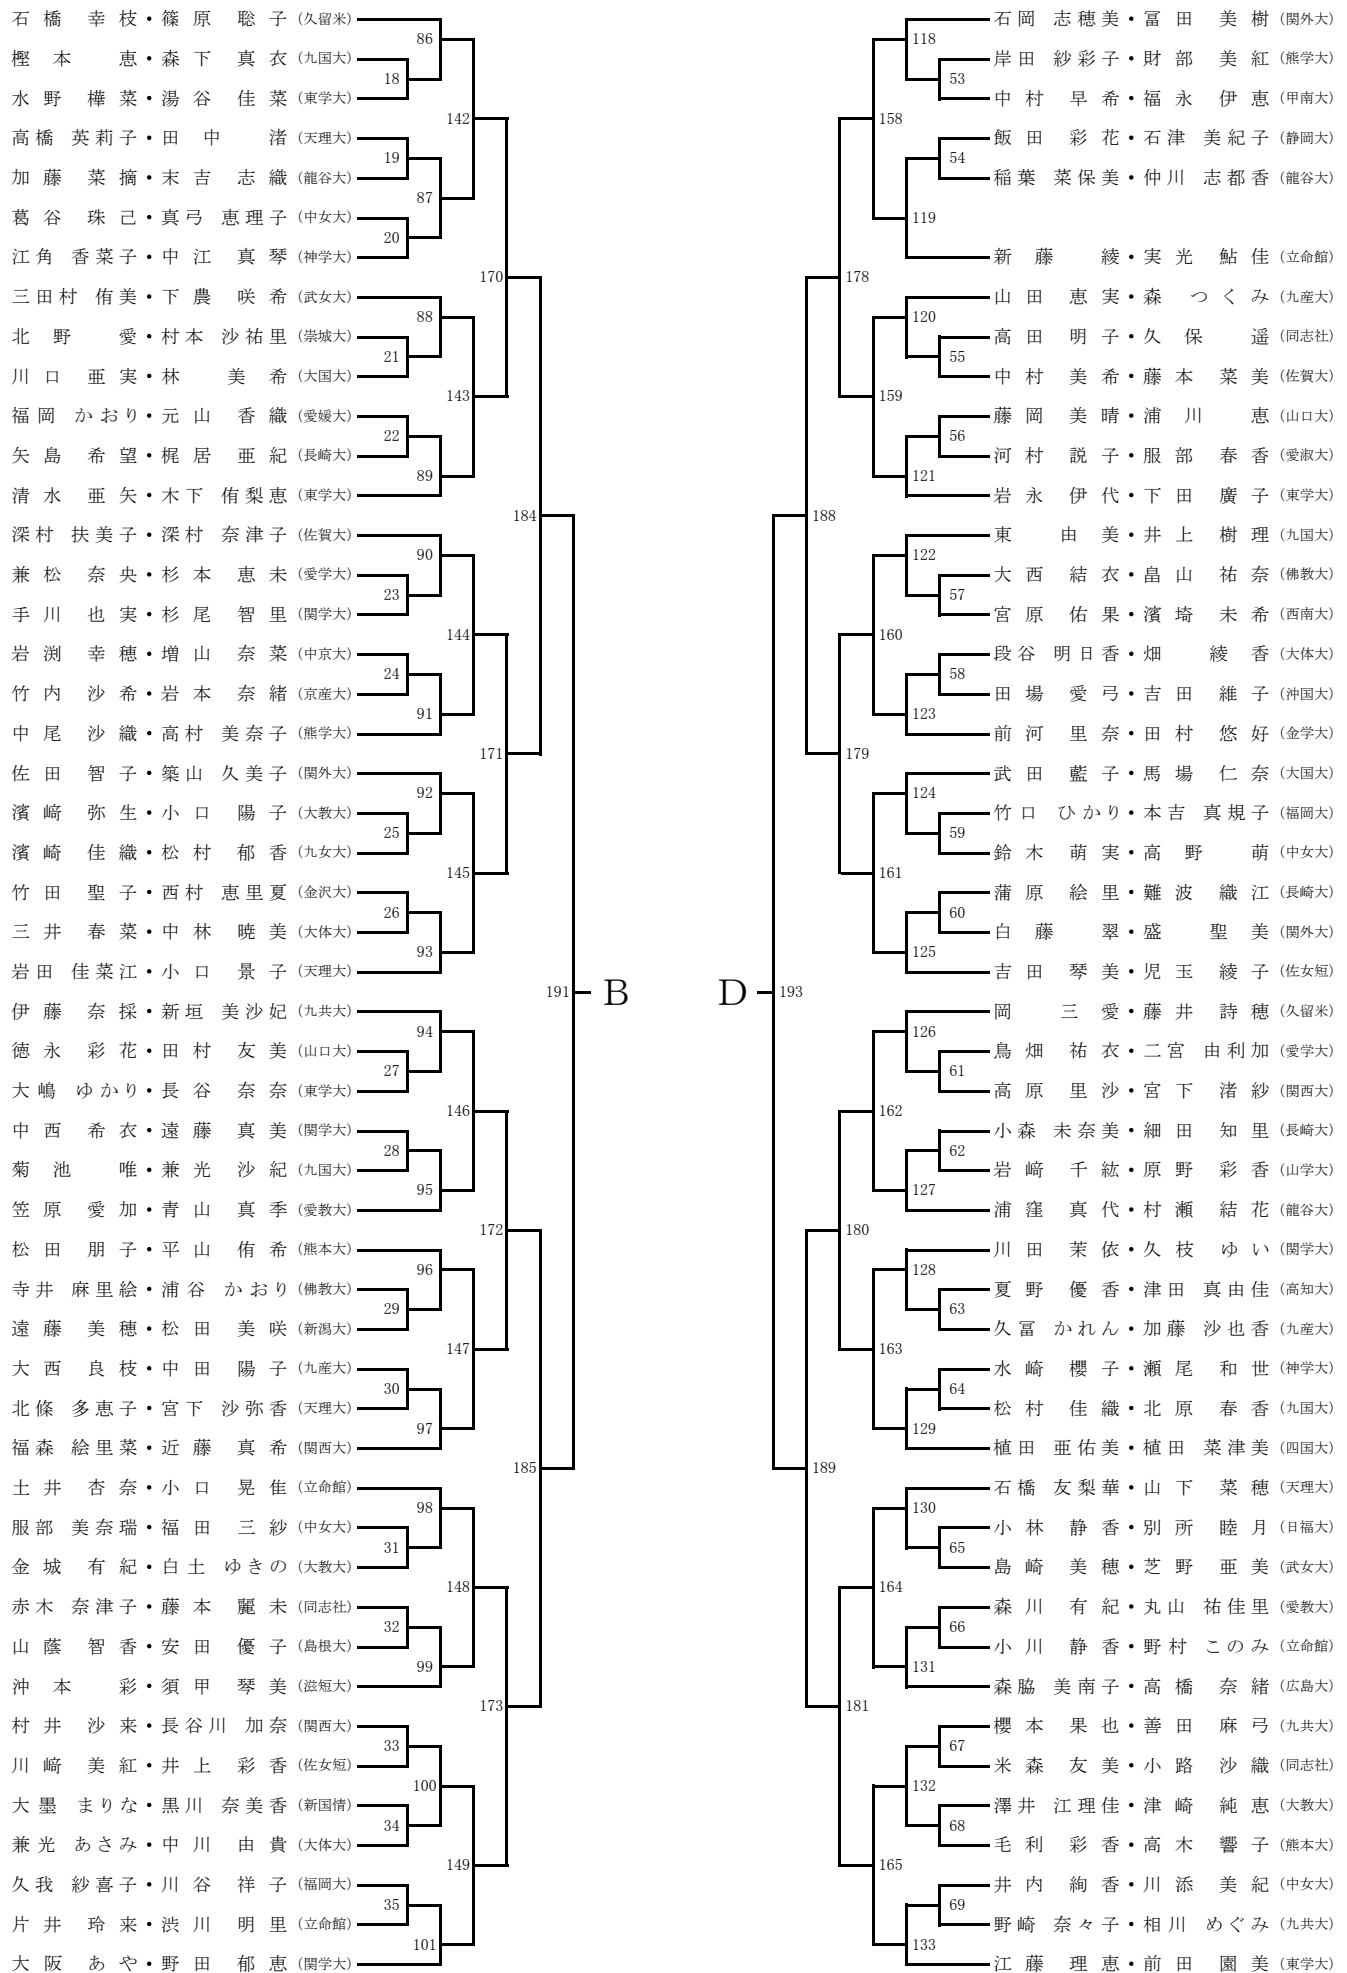 石橋 幸枝・篠原 聡子 (久留米)
86
樫本 恵・森下 真衣 (九国大)
18
水野 樺菜・湯谷 佳菜 (東学大)
142
高橋 英莉子・田中 渚 (天理大)
19
加藤 菜摘・末吉 志織 (龍谷大)
87
葛谷 珠己・真弓 恵理子 (中女大)
20
江角 香菜子・中江 真琴 (神学大)
170
三田村 侑美・下農 咲希 (武女大)
88
北野 愛・村本 沙祐里 (崇城大)
21
川口 亜実・林 美希 (大国大)
143
福岡 かおり・元山 香織 (愛媛大)
22
矢島 希望・梶居 亜紀 (長崎大)
89
清水 亜矢・木下 侑梨恵 (東学大)
184
深村 扶美子・深村 奈津子 (佐賀大)
90
兼松 奈央・杉本 恵未 (愛学大)
23
手川 也実・杉尾 智里 (関学大)
144
岩渕 幸穂・増山 奈菜 (中京大)
24
竹内 沙希・岩本 奈緒 (京産大)
91
中尾 沙織・高村 美奈子 (熊学大)
171
佐田 智子・築山 久美子 (関外大)
92
濱﨑 弥生・小口 陽子 (大教大)
25
濱崎 佳織・松村 郁香 (九女大)
145
竹田 聖子・西村 恵里夏 (金沢大)
26
三井 春菜・中林 暁美 (大体大)
93
岩田 佳菜江・小口 景子 (天理大)
191 B
伊藤 奈採・新垣 美沙妃 (九共大)
94
徳永 彩花・田村 友美 (山口大)
27
大嶋 ゆかり・長谷 奈奈 (東学大)
146
中西 希衣・遠藤 真美 (関学大)
28
菊池 唯・兼光 沙紀 (九国大)
95
笠原 愛加・青山 真季 (愛教大)
172
松田 朋子・平山 侑希 (熊本大)
96
寺井 麻里絵・浦谷 かおり (佛教大)
29
遠藤 美穂・松田 美咲 (新潟大)
147
大西 良枝・中田 陽子 (九産大)
30
北條 多恵子・宮下 沙弥香 (天理大)
97
福森 絵里菜・近藤 真希 (関西大)
185
土井 杏奈・小口 晃隹 (立命館)
98
服部 美奈瑞・福田 三紗 (中女大)
31
金城 有紀・白土 ゆきの (大教大)
148
赤木 奈津子・藤本 麗未 (同志社)
32
山蔭 智香・安田 優子 (島根大)
99
沖本 彩・須甲 琴美 (滋短大)
173
村井 沙来・長谷川 加奈 (関西大)
33
川﨑 美紅・井上 彩香 (佐女短)
100
大墨 まりな・黒川 奈美香 (新国情)
34
兼光 あさみ・中川 由貴 (大体大)
149
久我 紗喜子・川谷 祥子 (福岡大)
35
片井 玲来・渋川 明里 (立命館)
101
大阪 あや・野田 郁恵 (関学大)
石岡 志穂美・冨田 美樹 (関外大)
118
岸田 紗彩子・財部 美紅 (熊学大)
53
中村 早希・福永 伊恵 (甲南大)
158
飯田 彩花・石津 美紀子 (静岡大)
54
稲葉 菜保美・仲川 志都香 (龍谷大)
119
新藤 綾・実光 鮎佳 (立命館)
178
山田 恵実・森 つくみ (九産大)
120
高田 明子・久保 遥 (同志社)
55
中村 美希・藤本 菜美 (佐賀大)
159
藤岡 美晴・浦川 恵 (山口大)
56
河村 説子・服部 春香 (愛淑大)
121
岩永 伊代・下田 廣子 (東学大)
188
東 由美・井上 樹理 (九国大)
122
大西 結衣・畠山 祐奈 (佛教大)
57
宮原 佑果・濱埼 未希 (西南大)
160
段谷 明日香・畑 綾香 (大体大)
58
田場 愛弓・吉田 維子 (沖国大)
123
前河 里奈・田村 悠好 (金学大)
179
武田 藍子・馬場 仁奈 (大国大)
124
竹口 ひかり・本吉 真規子 (福岡大)
59
鈴木 萌実・高野 萌 (中女大)
161
蒲原 絵里・難波 織江 (長崎大)
60
白藤 翠・盛 聖美 (関外大)
125
吉田 琴美・児玉 綾子 (佐女短)
D 193
岡 三愛・藤井 詩穂 (久留米)
126
鳥畑 祐衣・二宮 由利加 (愛学大)
61
高原 里沙・宮下 渚紗 (関西大)
162
小森 未奈美・細田 知里 (長崎大)
62
岩﨑 千紘・原野 彩香 (山学大)
127
浦窪 真代・村瀬 結花 (龍谷大)
180
川田 茉依・久枝 ゆい (関学大)
128
夏野 優香・津田 真由佳 (高知大)
63
久冨 かれん・加藤 沙也香 (九産大)
163
水崎 櫻子・瀬尾 和世 (神学大)
64
松村 佳織・北原 春香 (九国大)
129
植田 亜佑美・植田 菜津美 (四国大)
189
石橋 友梨華・山下 菜穂 (天理大)
130
小林 静香・別所 睦月 (日福大)
65
島崎 美穂・芝野 亜美 (武女大)
164
森川 有紀・丸山 祐佳里 (愛教大)
66
小川 静香・野村 このみ (立命館)
131
森脇 美南子・高橋 奈緒 (広島大)
181
櫻本 果也・善田 麻弓 (九共大)
67
米森 友美・小路 沙織 (同志社)
132
澤井 江理佳・津崎 純恵 (大教大)
68
毛利 彩香・高木 響子 (熊本大)
165
井内 絢香・川添 美紀 (中女大)
69
野崎 奈々子・相川 めぐみ (九共大)
133
江藤 理恵・前田 園美 (東学大)